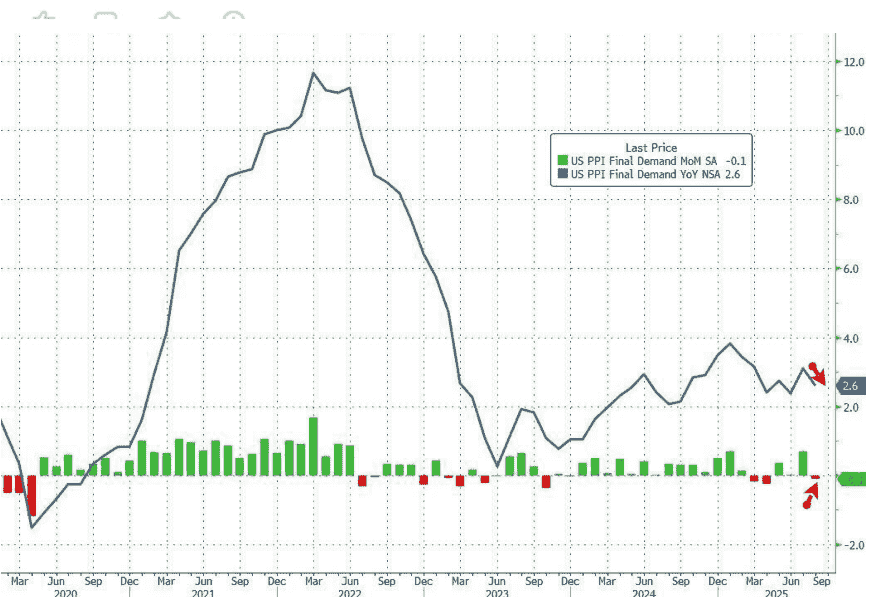 12.0
10.0
Last Price
US PPI Final Demand MoM SA -0.1
US PPI Final Demand YoY NSA 2.6
8.0
6.0
4.0
2.6
2.0
-2.0
Mar Jun Sep Dec Mar Jun Sep Dec Mar Jun Sep Dec Mar Jun Sep Dec Mar Jun Sep Dec Mar Jun Sep
2020 2021 2022 2023 2024 2025